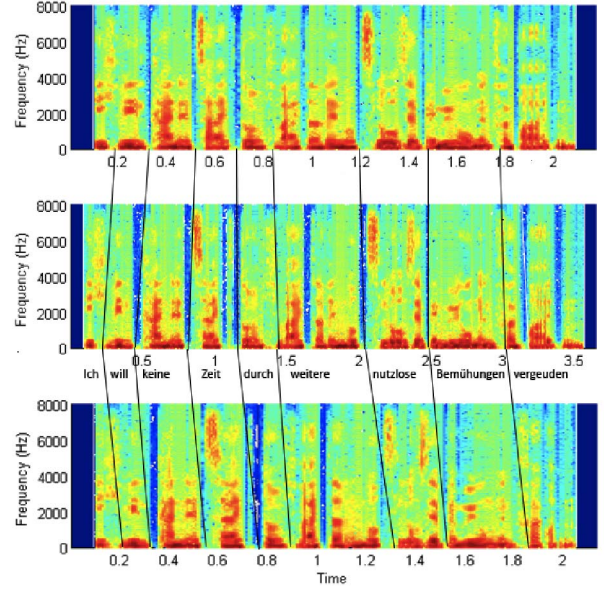 8000
6000
4000
2000
0
Frequency (Hz)
0.2 0.4 0.6 0.8 1 1.2 1.4 1.6 1.8 2
8000
6000
4000
2000
0
Frequency (Hz)
0.5 1 1.5 2 2.5 3 3.5
Ich will keine Zeit durch weitere nutzlose Bemühungen vergeuden
8000
6000
4000
2000
0
Frequency (Hz)
0.2 0.4 0.6 0.8 1 1.2 1.4 1.6 1.8 2
Time